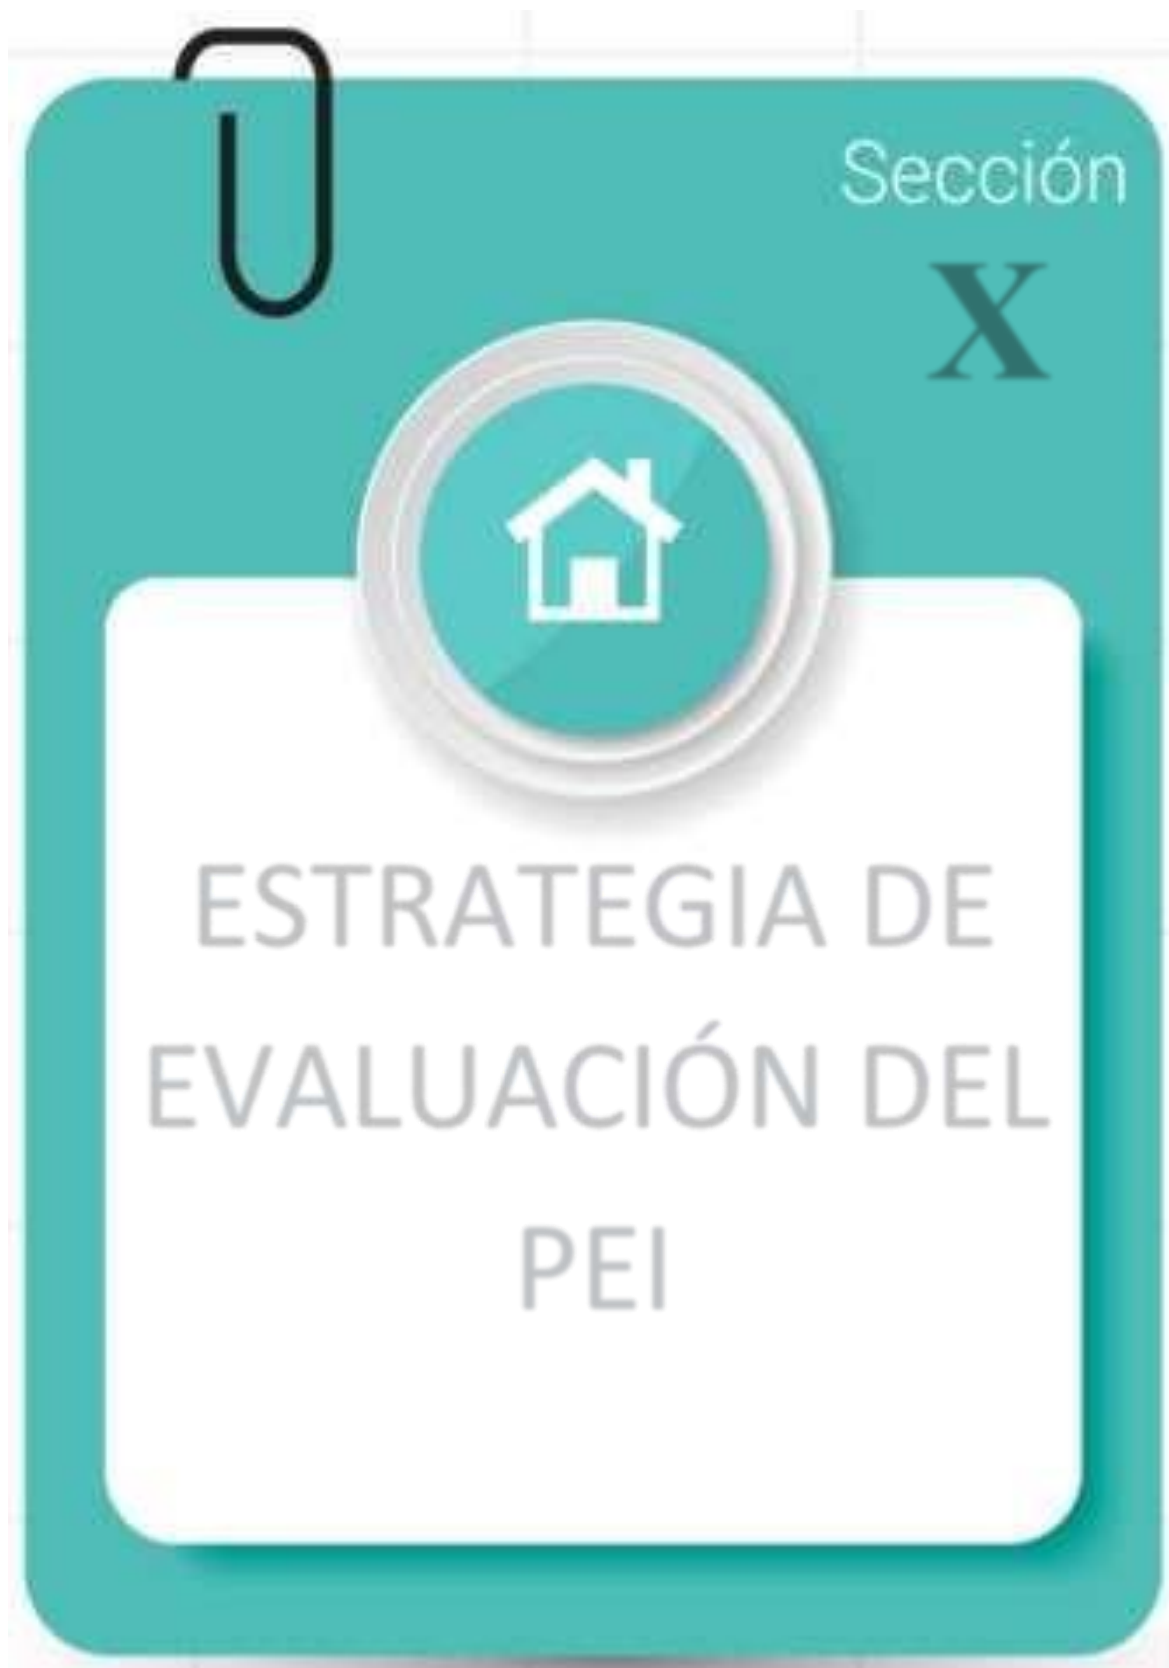 Sección
X
ESTRATEGIA DE
EVALUACIÓN DEL
PEI